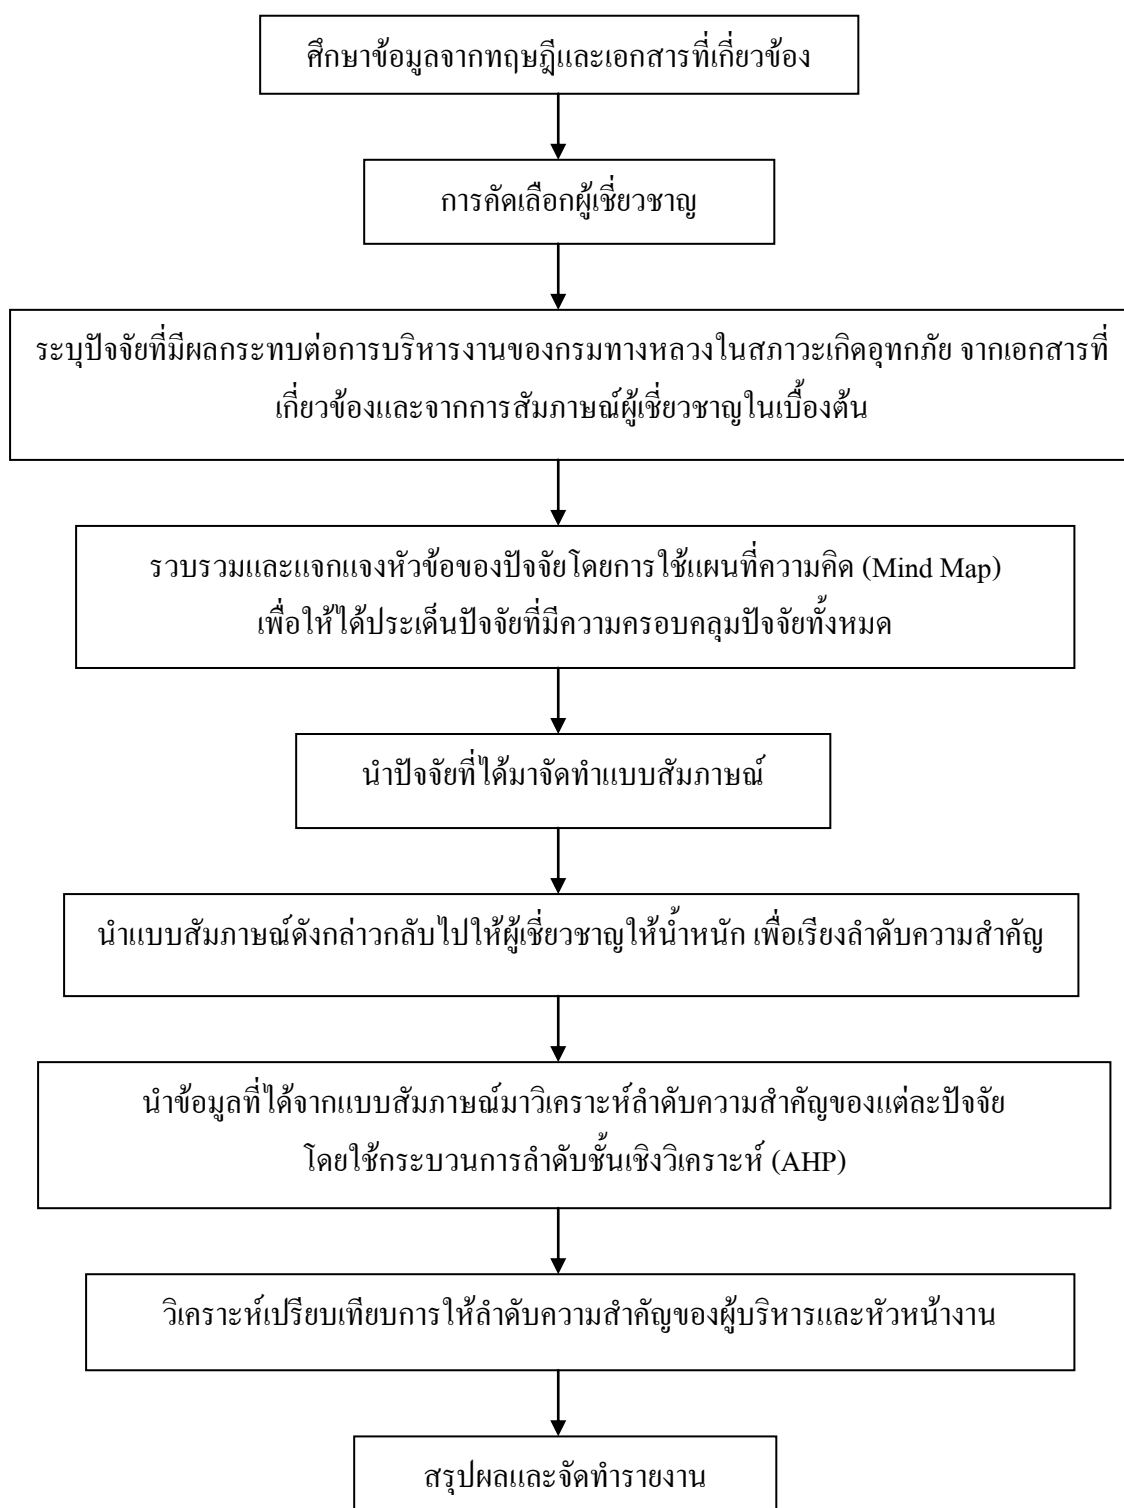 ศึกษาข้อมูลจากทฤษฎีและเอกสารที่เกี่ยวข้อง
การคัดเลือกผู้เชี่ยวชาญ
ระบุปัจจัยที่มีผลกระทบต่อการบริหารงานของกรมทางหลวงในสภาวะเกิดอุทกภัย จากเอกสารที่
เกี่ยวข้องและจากการสัมภาษณ์ผู้เชี่ยวชาญในเบื้องต้น
รวบรวมและแจกแจงหัวข้อของปัจจัยโดยการใช้แผนที่ความคิด (Mind Map)
เพื่อให้ได้ประเด็นปัจจัยที่มีความครอบคลุมปัจจัยทั้งหมด
นำปัจจัยที่ได้มาจัดทำแบบสัมภาษณ์
นำแบบสัมภาษณ์ดังกล่าวกลับไปให้ผู้เชี่ยวชาญให้น้ำหนัก เพื่อเรียงลำดับความสำคัญ
นำข้อมูลที่ได้จากแบบสัมภาษณ์มาวิเคราะห์ลำดับความสำคัญของแต่ละปัจจัย
โดยใช้กระบวนการลำดับชั้นเชิงวิเคราะห์ (AHP)
วิเคราะห์เปรียบเทียบการให้ลำดับความสำคัญของผู้บริหารและหัวหน้างาน
สรุปผลและจัดทำรายงาน